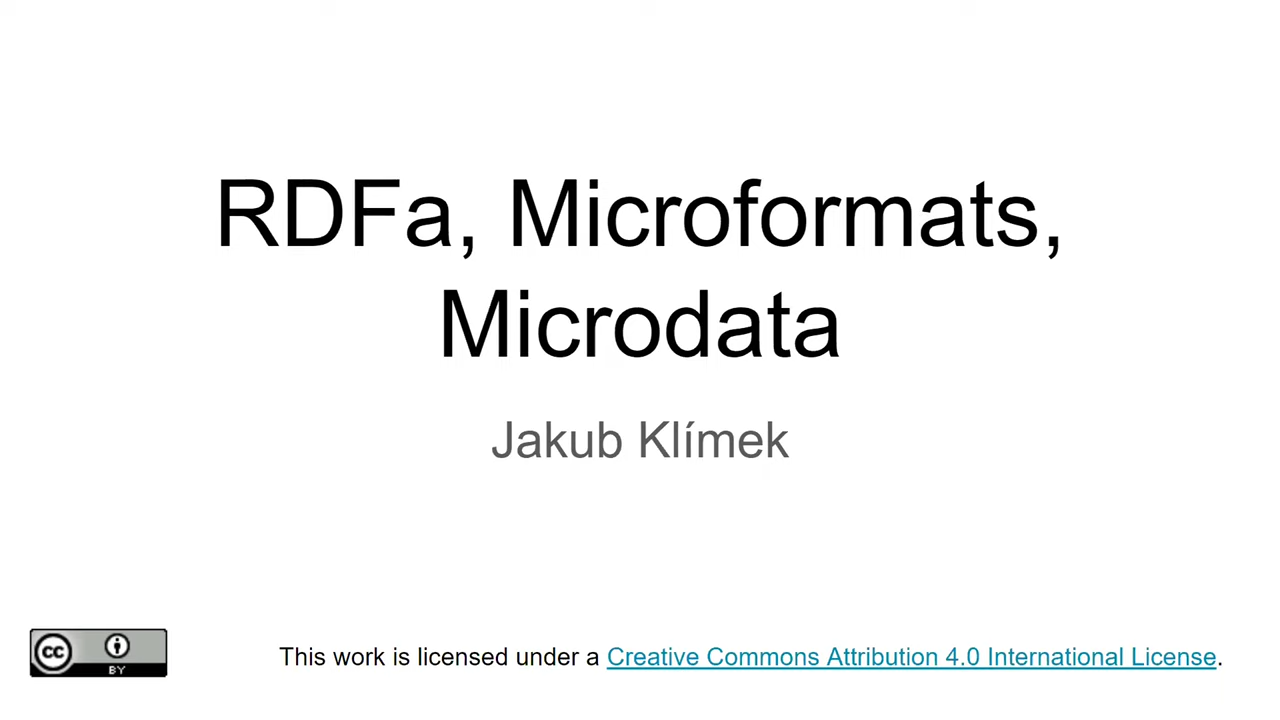 RDFa, Microformats,
Microdata
Jakub Klímek
cc
BY
This work is licensed under a Creative Commons Attribution 4.0 International License.